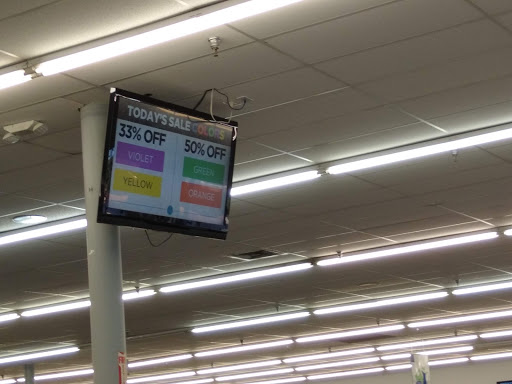 TODAY'S SALE COLORS
33% OFF
VIOLET
YELLOW
50% OFF
GREEN
ORANGE